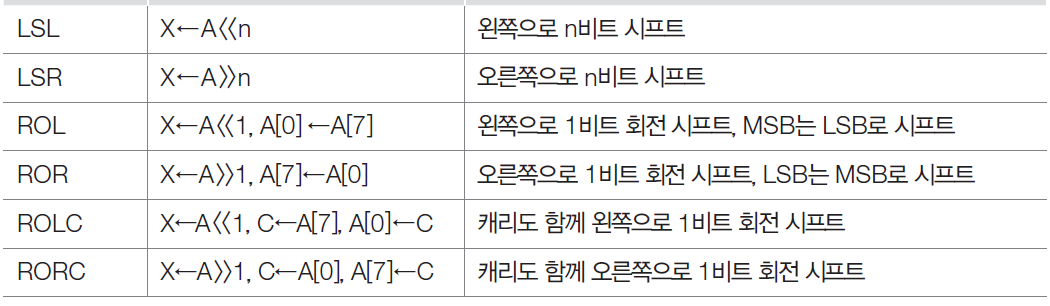 LSL X←A≪n 왼쪽으로 n비트 시프트
LSR X←A≫n 오른쪽으로 n비트 시프트
ROL X←A≪1, A[0] ←A[7] 왼쪽으로 1비트 회전 시프트, MSB는 LSB로 시프트
ROR X←A≫1, A[7]←A[0] 오른쪽으로 1비트 회전 시프트, LSB는 MSB로 시프트
ROLC X←A≪1, C←A[7], A[0]←C 캐리도 함께 왼쪽으로 1비트 회전 시프트
RORC X←A≫1, C←A[0], A[7]←C 캐리도 함께 오른쪽으로 1비트 회전 시프트